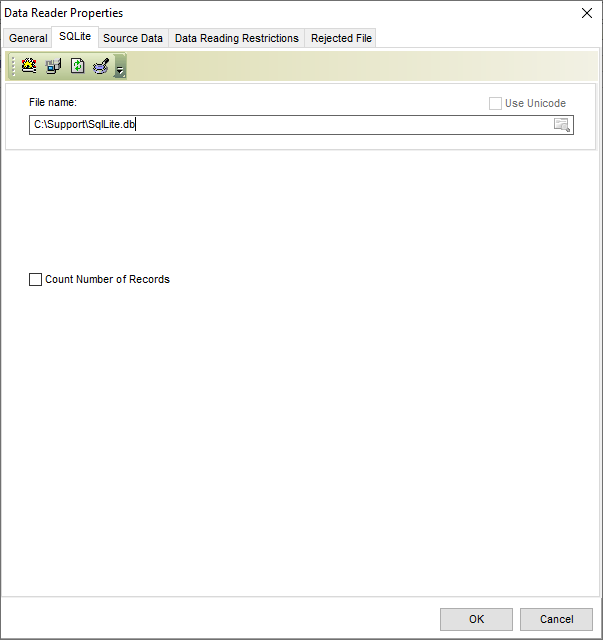 Data Reader Properties
General SQLite Source Data Data Reading Restrictions Rejected File
File name: Use Unicode
C:\Support\SqlLite.db
Count Number of Records
OK Cancel